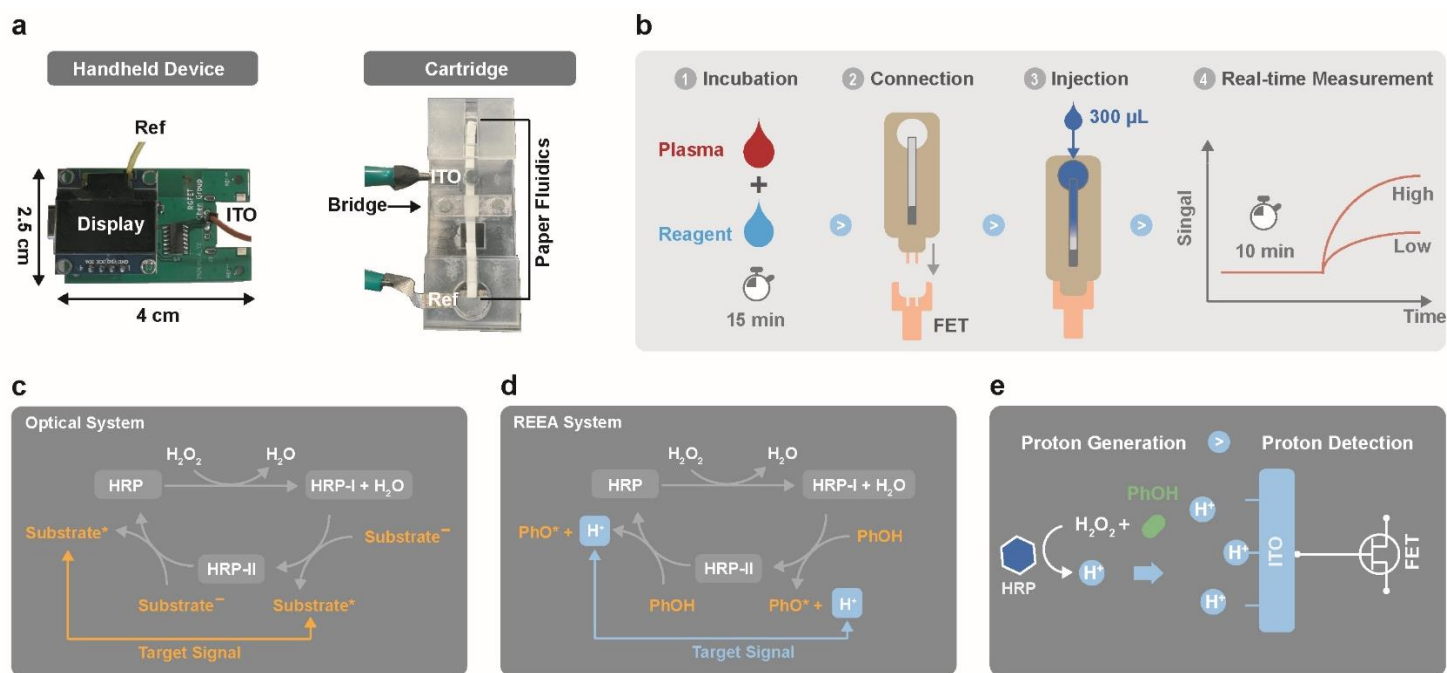 a
Handheld Device
Cartridge
Ref
Display
ITO
2.5 cm
4 cm
ITO
Bridge
Ref
Paper Fluidics
b
1 Incubation
2 Connection
3 Injection
4 Real-time Measurement
Plasma
+
Reagent
15 min
>
FET
>
300 µL
>
Singal
10 min
High
Low
Time
c
Optical System
H₂O₂
H₂O
HRP
HRP-I + H₂O
Substrate*
Substrate⁻
HRP-II
Substrate⁻
Substrate*
Target Signal
d
REEA System
H₂O₂
H₂O
HRP
HRP-I + H₂O
PhO* + H⁺
PhOH
HRP-II
PhOH
PhO* + H⁺
Target Signal
e
Proton Generation > Proton Detection
PhOH
H₂O₂ +
HRP
H⁺
H⁺
H⁺
H⁺
ITO
FET